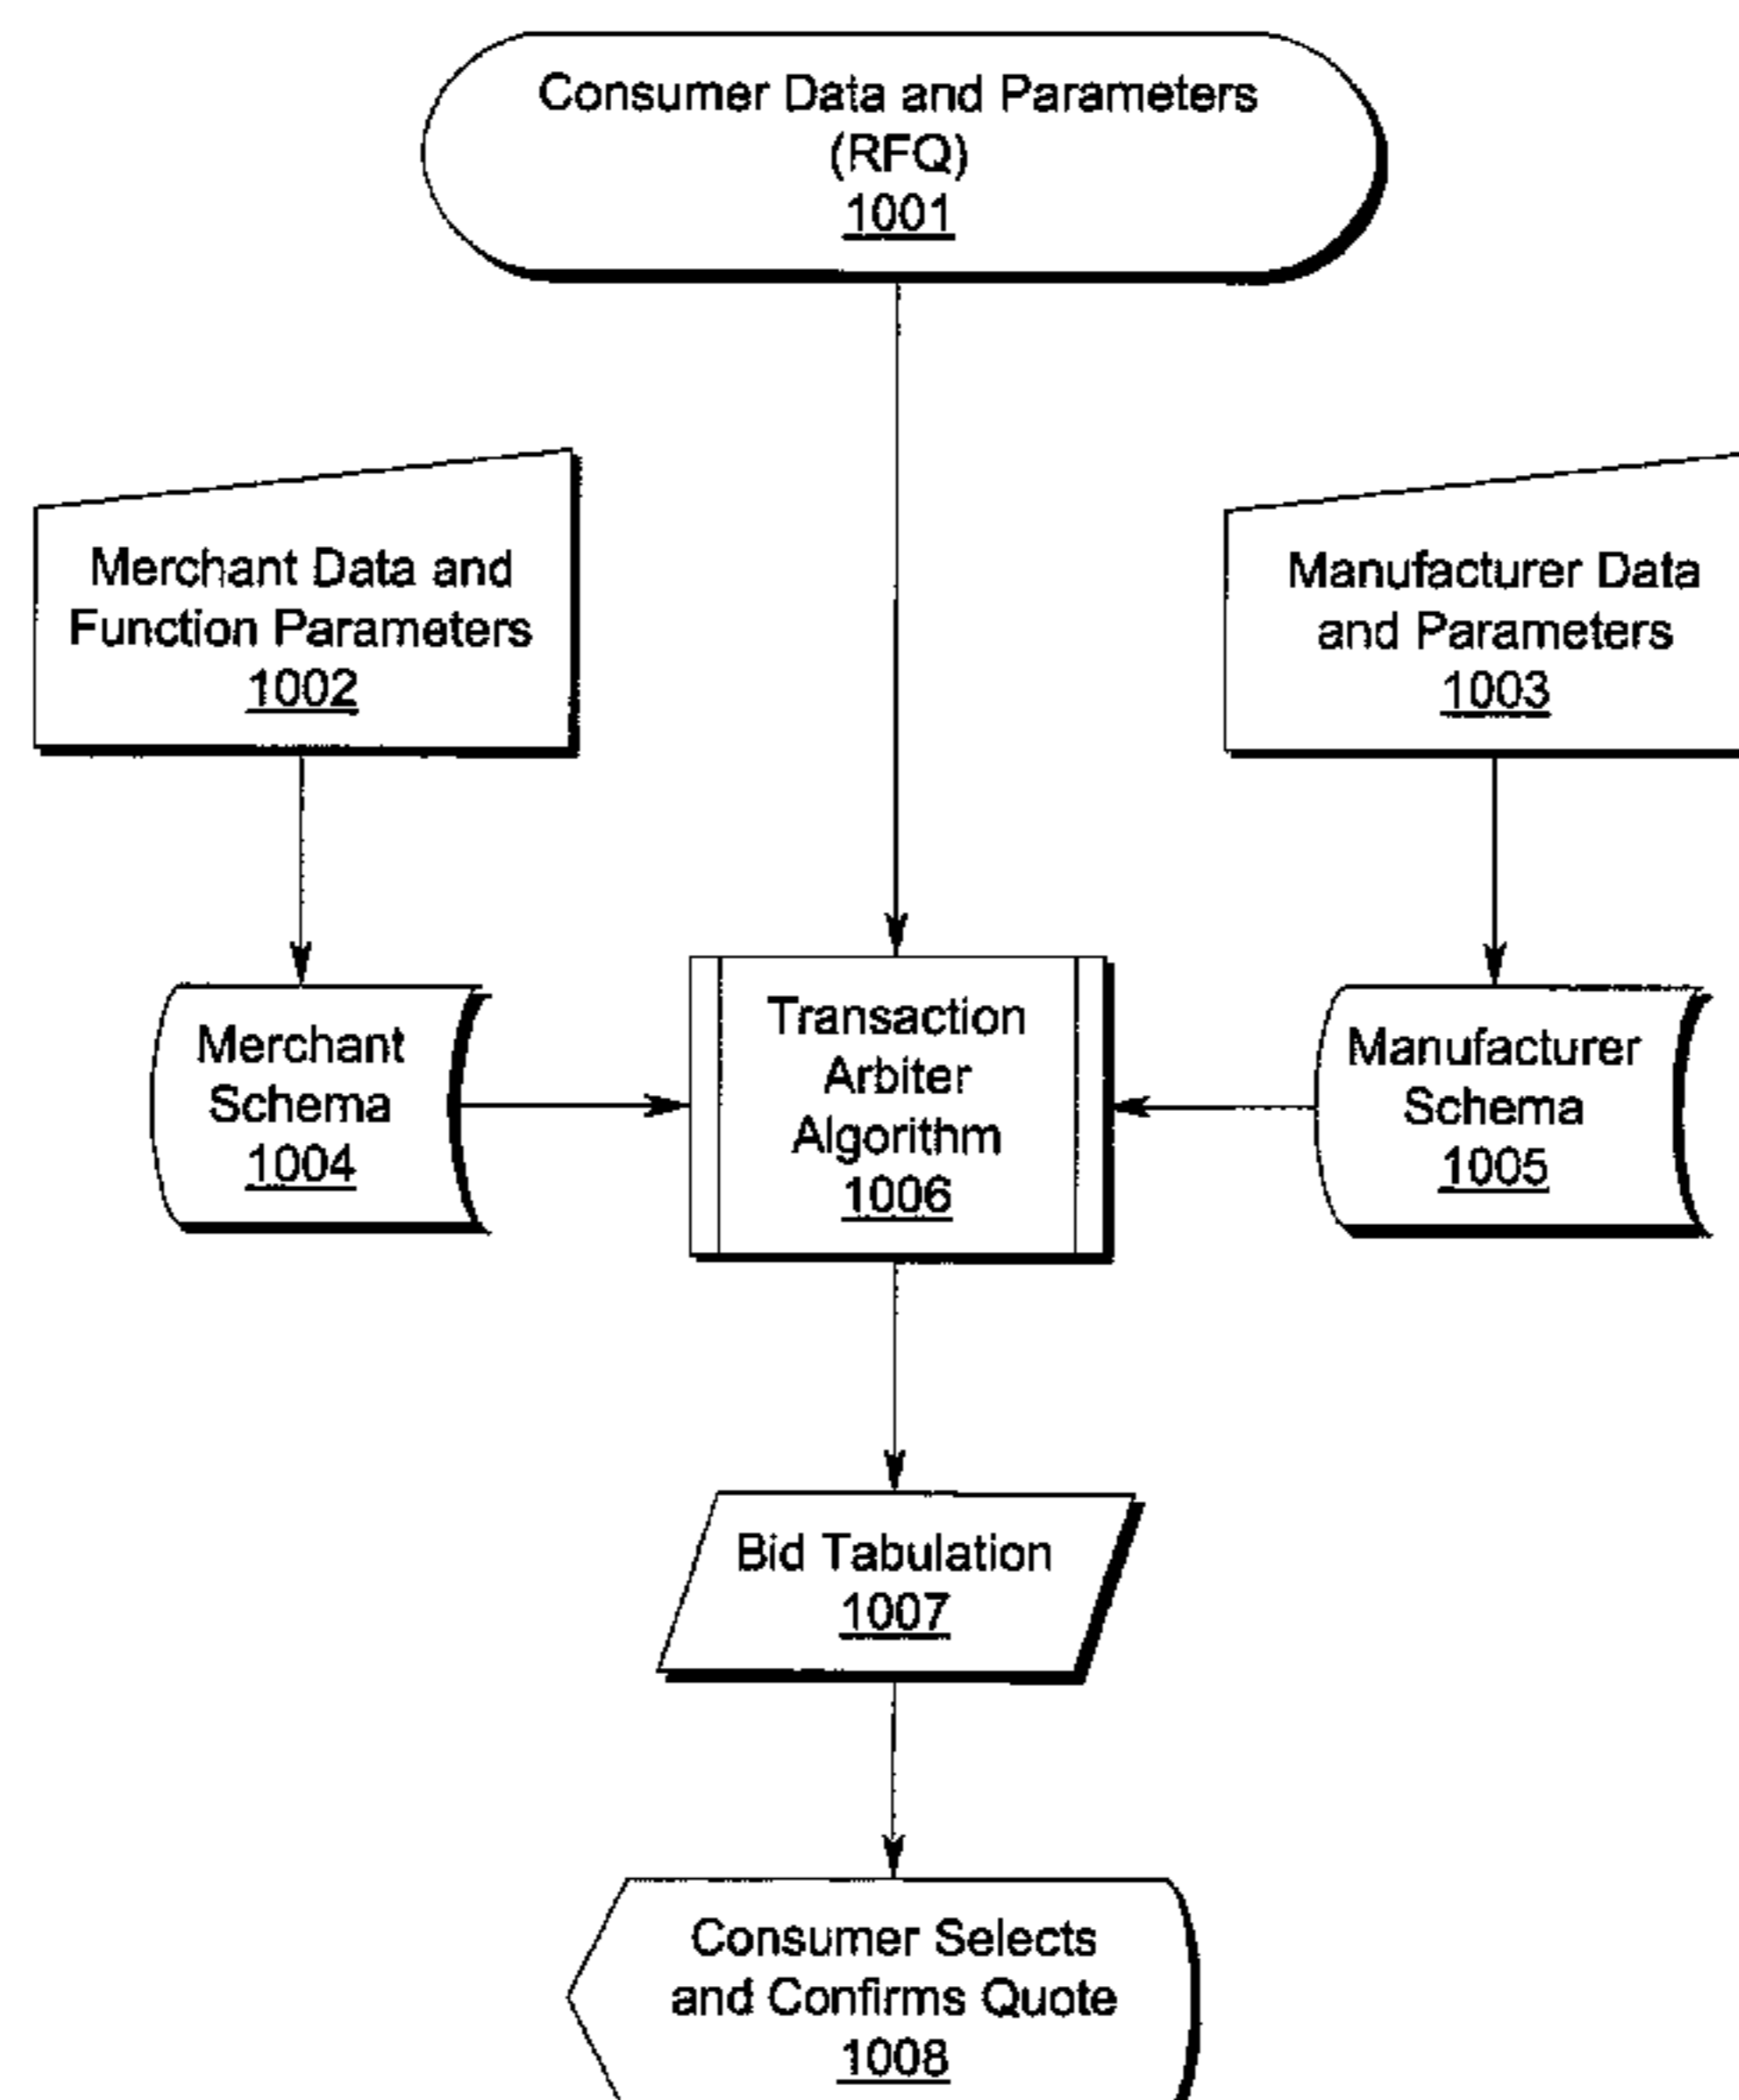 Consumer Data and Parameters
(RFQ)
1001
Merchant Data and
Function Parameters
1002
Manufacturer Data
and Parameters
1003
Merchant
Schema
1004
Transaction
Arbiter
Algorithm
1006
Manufacturer
Schema
1005
Bid Tabulation
1007
Consumer Selects
and Confirms Quote
1008